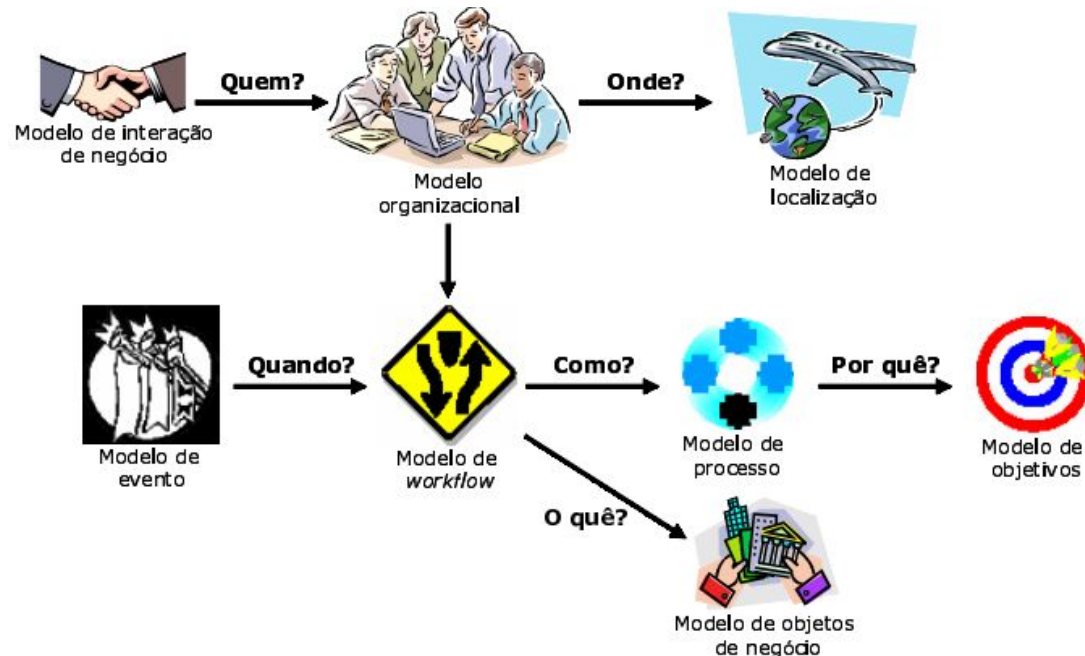 Quem?
Onde?
Modelo de interação
de negócio
Modelo
organizacional
Modelo de
localização
Quando?
Como?
Por quê?
Modelo de
evento
Modelo de
workflow
Modelo de
processo
Modelo de
objetivos
O quê?
Modelo de objetos
de negócio